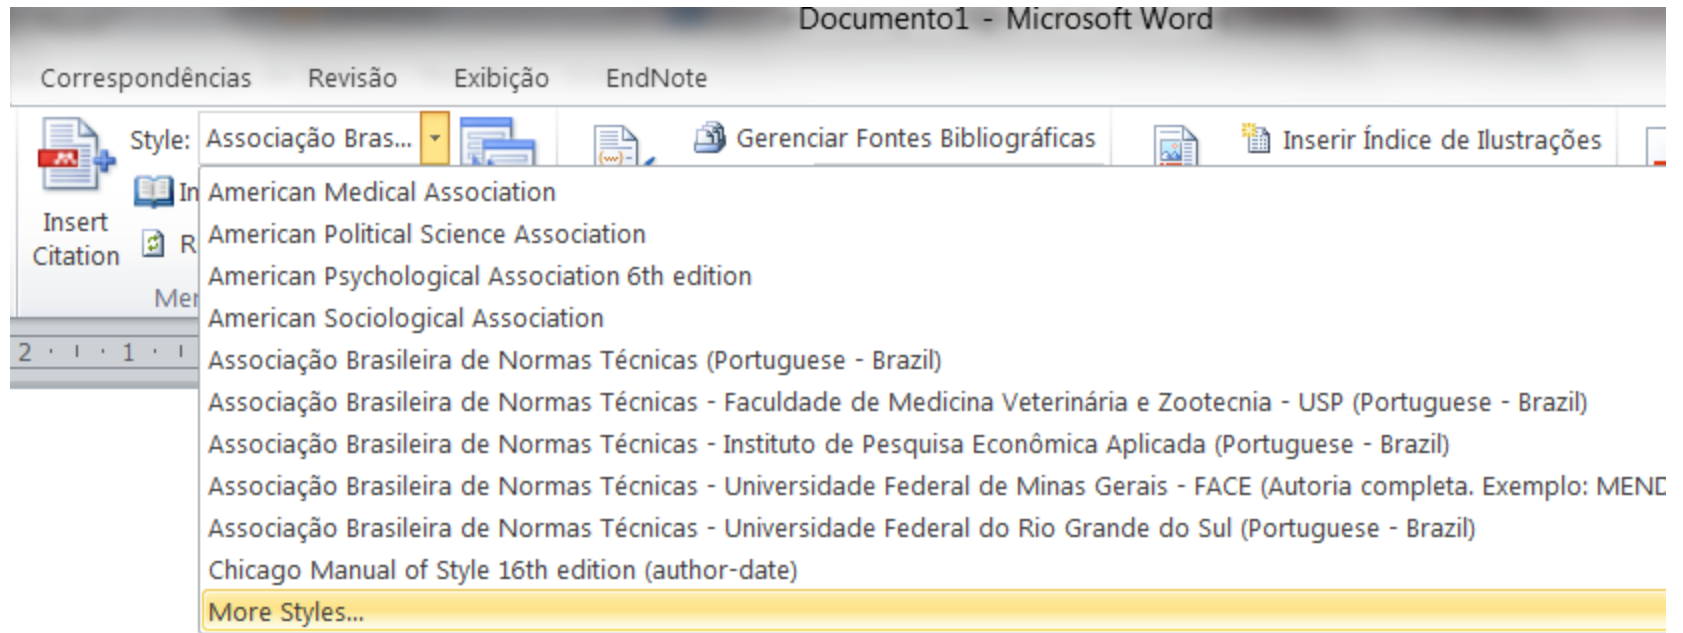 Documento1 - Microsoft Word
Correspondências Revisão Exibição EndNote
Style: Associação Bras... Gerenciar Fontes Bibliográficas Inserir Índice de Ilustrações
In American Medical Association
Insert
Citation
R American Political Science Association
American Psychological Association 6th edition
Mer American Sociological Association
2 1
Associação Brasileira de Normas Técnicas (Portuguese - Brazil)
Associação Brasileira de Normas Técnicas - Faculdade de Medicina Veterinária e Zootecnia - USP (Portuguese - Brazil)
Associação Brasileira de Normas Técnicas - Instituto de Pesquisa Econômica Aplicada (Portuguese - Brazil)
Associação Brasileira de Normas Técnicas - Universidade Federal de Minas Gerais - FACE (Autoria completa. Exemplo: MEND
Associação Brasileira de Normas Técnicas - Universidade Federal do Rio Grande do Sul (Portuguese - Brazil)
Chicago Manual of Style 16th edition (author-date)
More Styles...